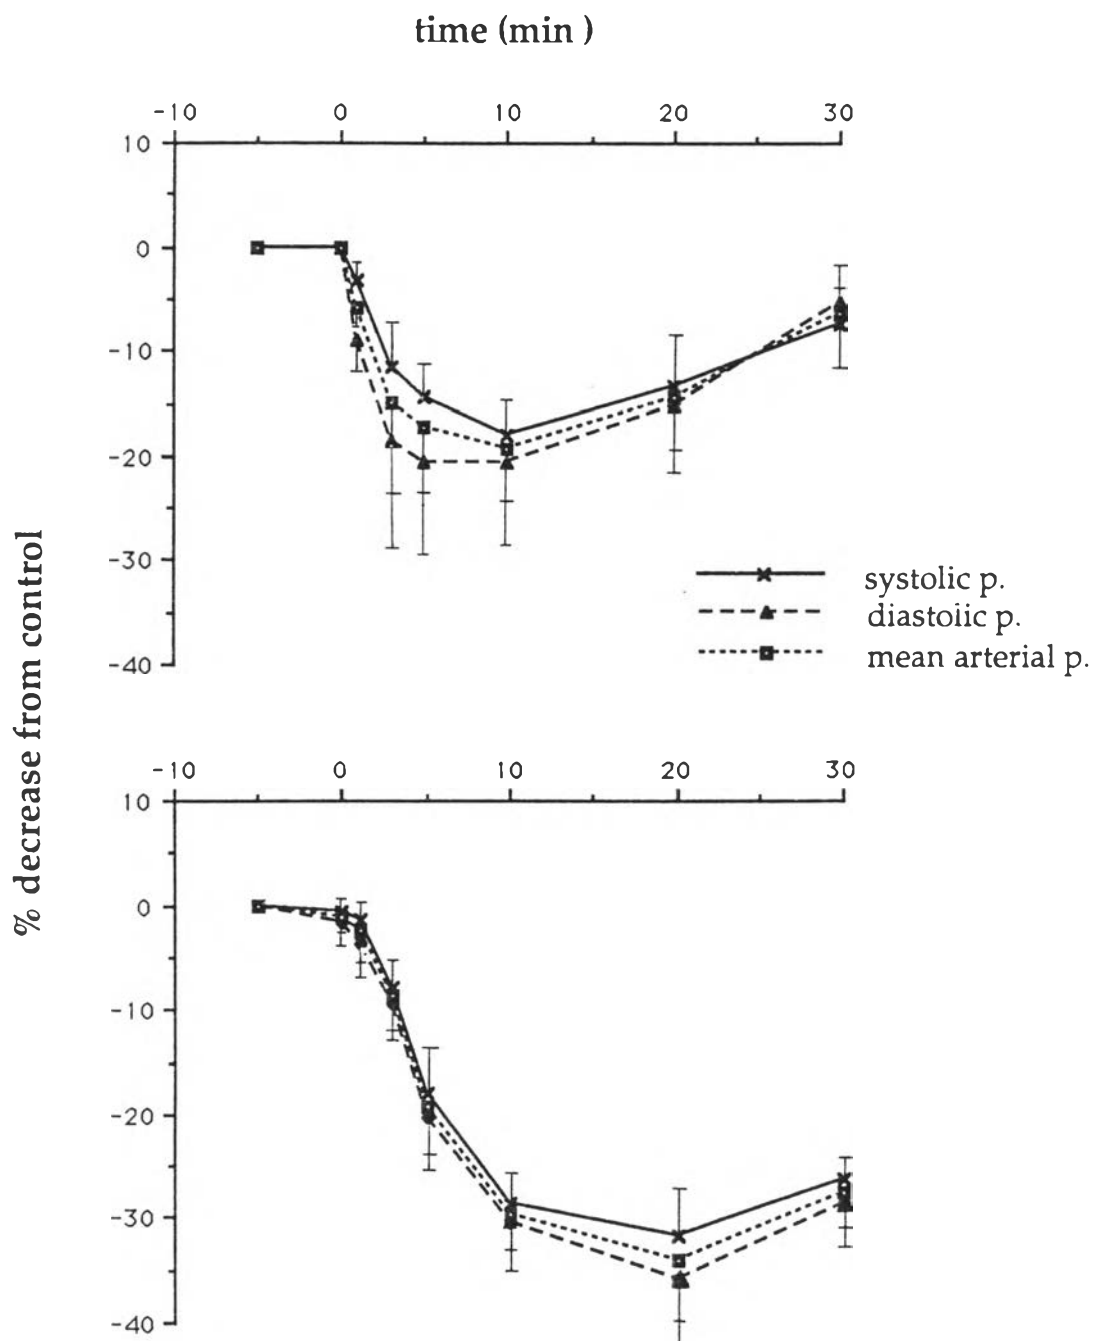 time (min )
-10 0 10 20 30
10
0
-10
-20
-30
-40
systolic p.
diastoiic p.
mean arterial p.
% decrease from control
-10 0 10 20 30
10
0
-10
-20
-30
-40